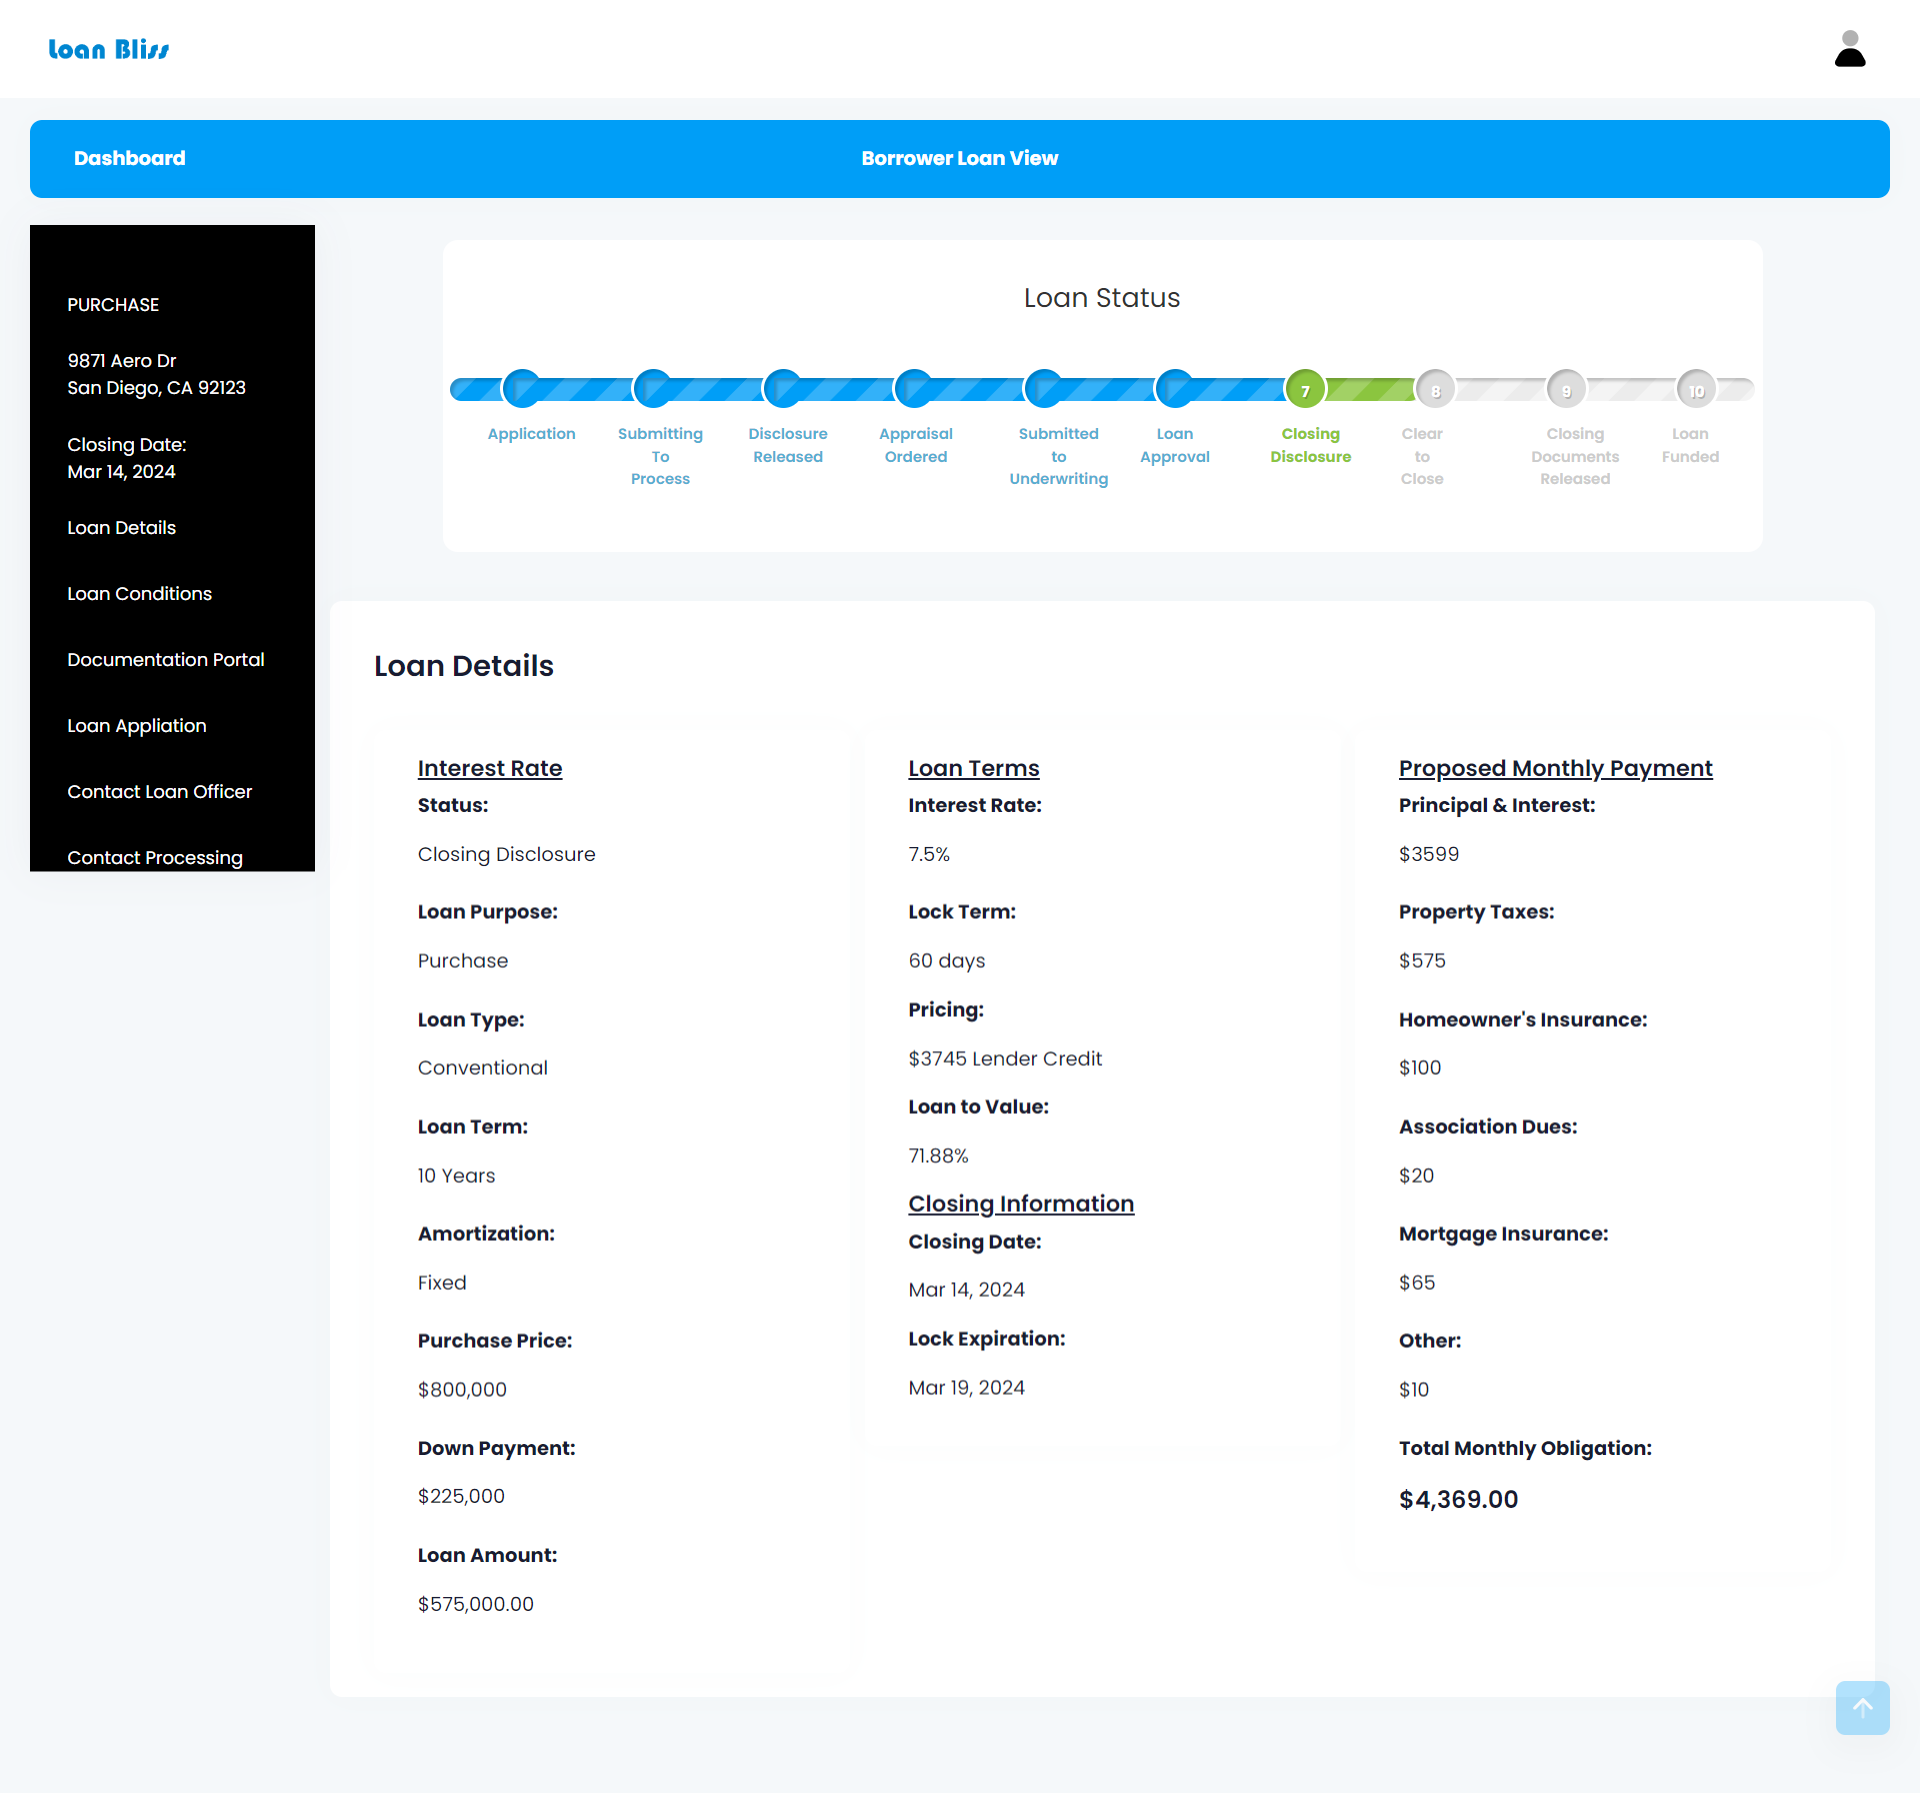 Loan Bliss
Dashboard
Borrower Loan View
PURCHASE
9871 Aero Dr
San Diego, CA 92123
Closing Date:
Mar 14, 2024
Loan Details
Loan Conditions
Documentation Portal
Loan Appliation
Contact Loan Officer
Contact Processing
Loan Status
7
8
9
10
Application
Submitting
To
Process
Disclosure
Released
Appraisal
Ordered
Submitted
to
Underwriting
Loan
Approval
Closing
Disclosure
Clear
to
Close
Closing
Documents
Released
Loan
Funded
Loan Details
Interest Rate
Status:
Closing Disclosure
Loan Purpose:
Purchase
Loan Type:
Conventional
Loan Term:
10 Years
Amortization:
Fixed
Purchase Price:
$800,000
Down Payment:
$225,000
Loan Amount:
$575,000.00
Loan Terms
Interest Rate:
7.5%
Lock Term:
60 days
Pricing:
$3745 Lender Credit
Loan to Value:
71.88%
Closing Information
Closing Date:
Mar 14, 2024
Lock Expiration:
Mar 19, 2024
Proposed Monthly Payment
Principal & Interest:
$3599
Property Taxes:
$575
Homeowner's Insurance:
$100
Association Dues:
$20
Mortgage Insurance:
$65
Other:
$10
Total Monthly Obligation:
$4,369.00